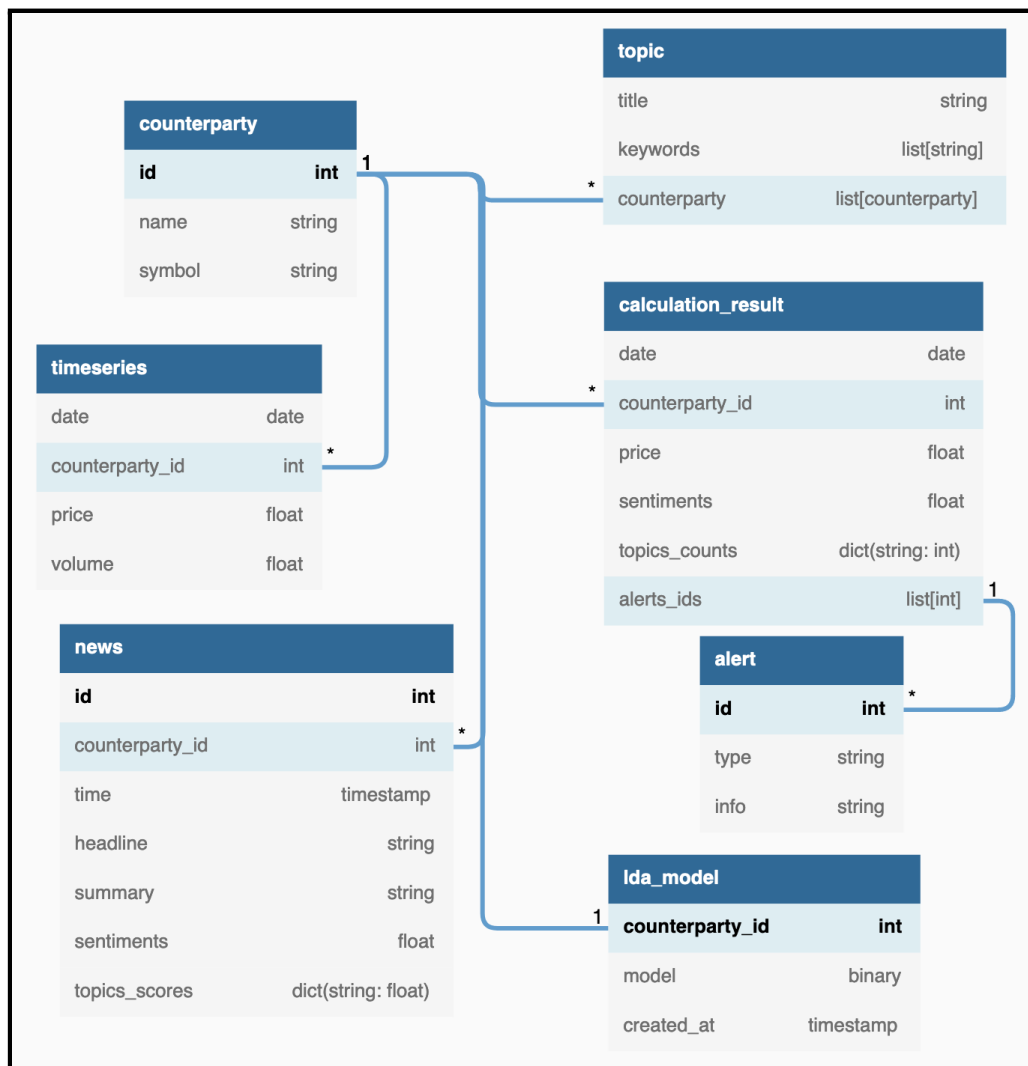 counterparty
id int 1
name string
symbol string
topic
title string
keywords list[string]
* counterparty list[counterparty]
timeseries
date date
counterparty_id int *
price float
volume float
calculation_result
date date
* counterparty_id int
price float
sentiments float
topics_counts dict(string: int)
alerts_ids list[int] 1
news
id int
counterparty_id int *
time timestamp
headline string
summary string
sentiments float
topics_scores dict(string: float)
alert
id int *
type string
info string
lda_model
1 counterparty_id int
model binary
created_at timestamp